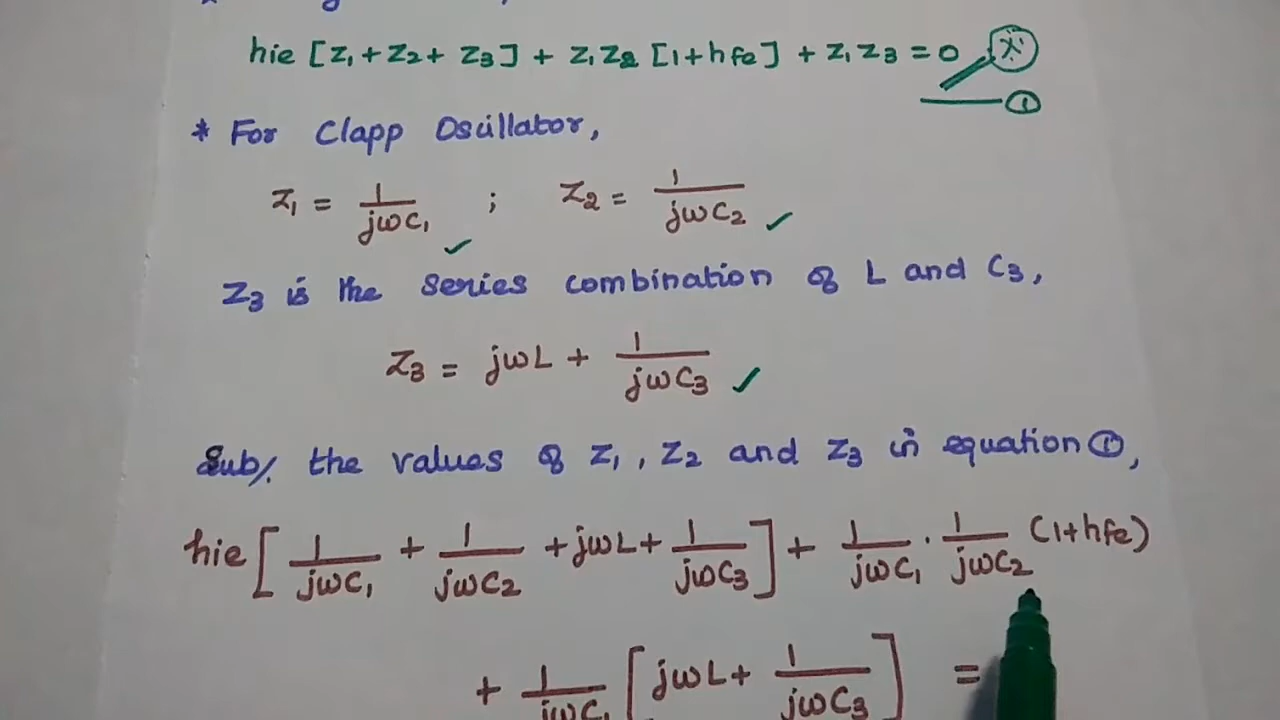 hie [Z₁ + Z₂ + Z₃] + Z₁Z₂ [1+hfe] + Z₁Z₃ = 0
①
* For Clapp Oscillator,
Z₁ = 1/jωC₁ ; Z₂ = 1/jωC₂ ✓
✓
Z₃ is the series combination of L and C₃,
Z₃ = jωL + 1/jωC₃ ✓
Sub/. the values of Z₁, Z₂ and Z₃ in equation ①,
hie [ 1/jωC₁ + 1/jωC₂ + jωL + 1/jωC₃ ] + 1/jωC₁ · 1/jωC₂ (1+hfe)
+ 1/jωC₁ [ jωL + 1/jωC₃ ] =